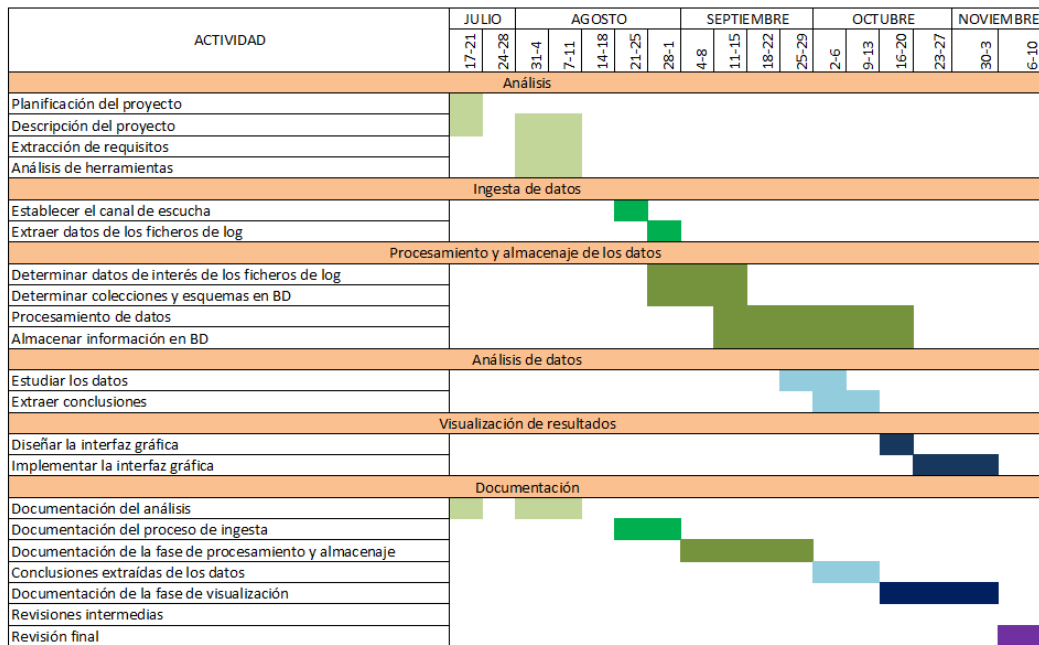 ACTIVIDAD
JULIO AGOSTO SEPTIEMBRE OCTUBRE NOVIEMBRE
17-21 24-28 31-4 7-11 14-18 21-25 28-1 4-8 11-15 18-22 25-29 2-6 9-13 16-20 23-27 30-3 6-10
Análisis
Planificación del proyecto
Descripción del proyecto
Extracción de requisitos
Análisis de herramientas
Ingesta de datos
Establecer el canal de escucha
Extraer datos de los ficheros de log
Procesamiento y almacenaje de los datos
Determinar datos de interés de los ficheros de log
Determinar colecciones y esquemas en BD
Procesamiento de datos
Almacenar información en BD
Análisis de datos
Estudiar los datos
Extraer conclusiones
Visualización de resultados
Diseñar la interfaz gráfica
Implementar la interfaz gráfica
Documentación
Documentación del análisis
Documentación del proceso de ingesta
Documentación de la fase de procesamiento y almacenaje
Conclusiones extraídas de los datos
Documentación de la fase de visualización
Revisiones intermedias
Revisión final